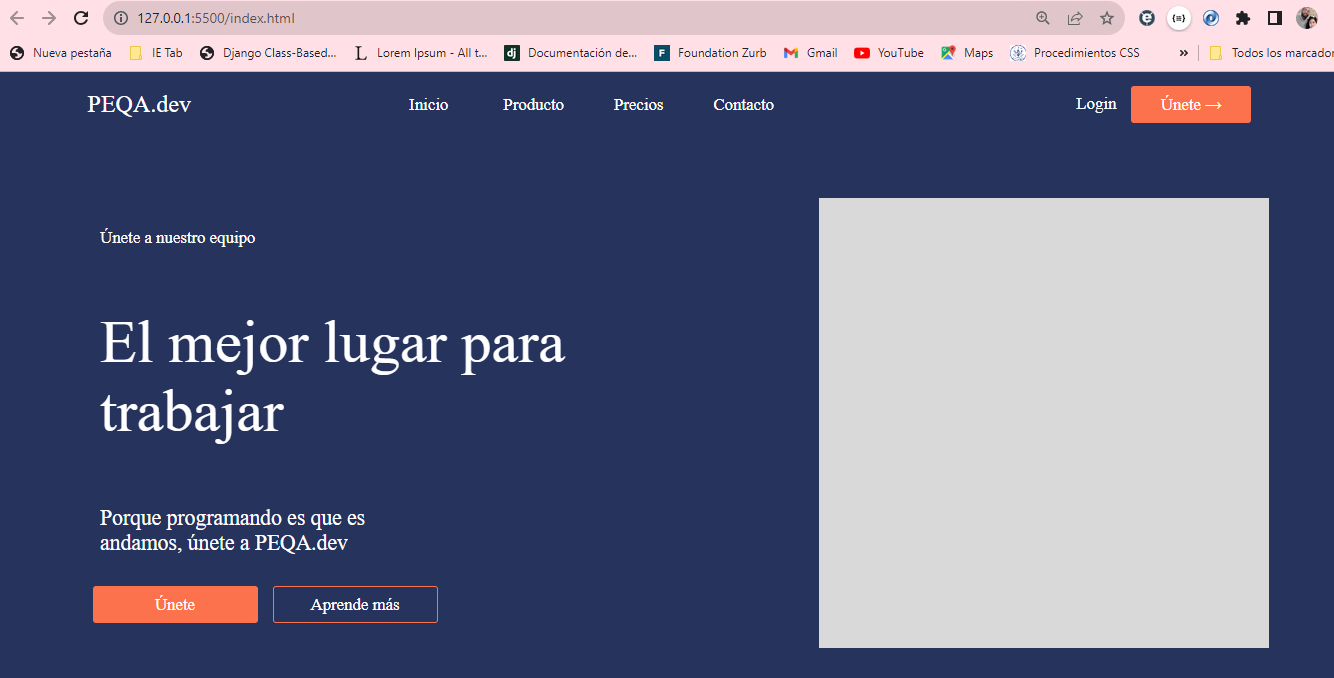 127.0.0.1:5500/index.html
Nueva pestaña IE Tab Django Class-Based... Lorem Ipsum - All t... dj Documentación de... F Foundation Zurb Gmail YouTube Maps Procedimientos CSS » Todos los marcador
PEQA.dev Inicio Producto Precios Contacto Login Únete →
Únete a nuestro equipo
El mejor lugar para
trabajar
Porque programando es que es
andamos, únete a PEQA.dev
Únete Aprende más